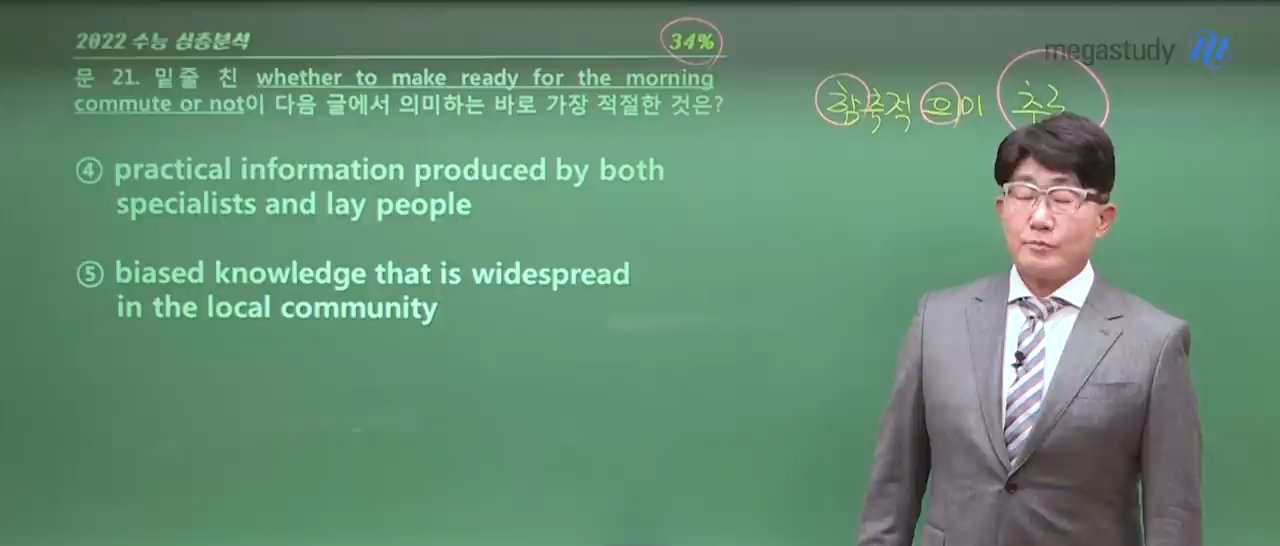 2022 수능 심층분석
34%
megastudy
문 21. 밑줄 친 whether to make ready for the morning
commute or not이 다음 글에서 의미하는 바로 가장 적절한 것은?
함축적 의미 추론
④ practical information produced by both
specialists and lay people
⑤ biased knowledge that is widespread
in the local community